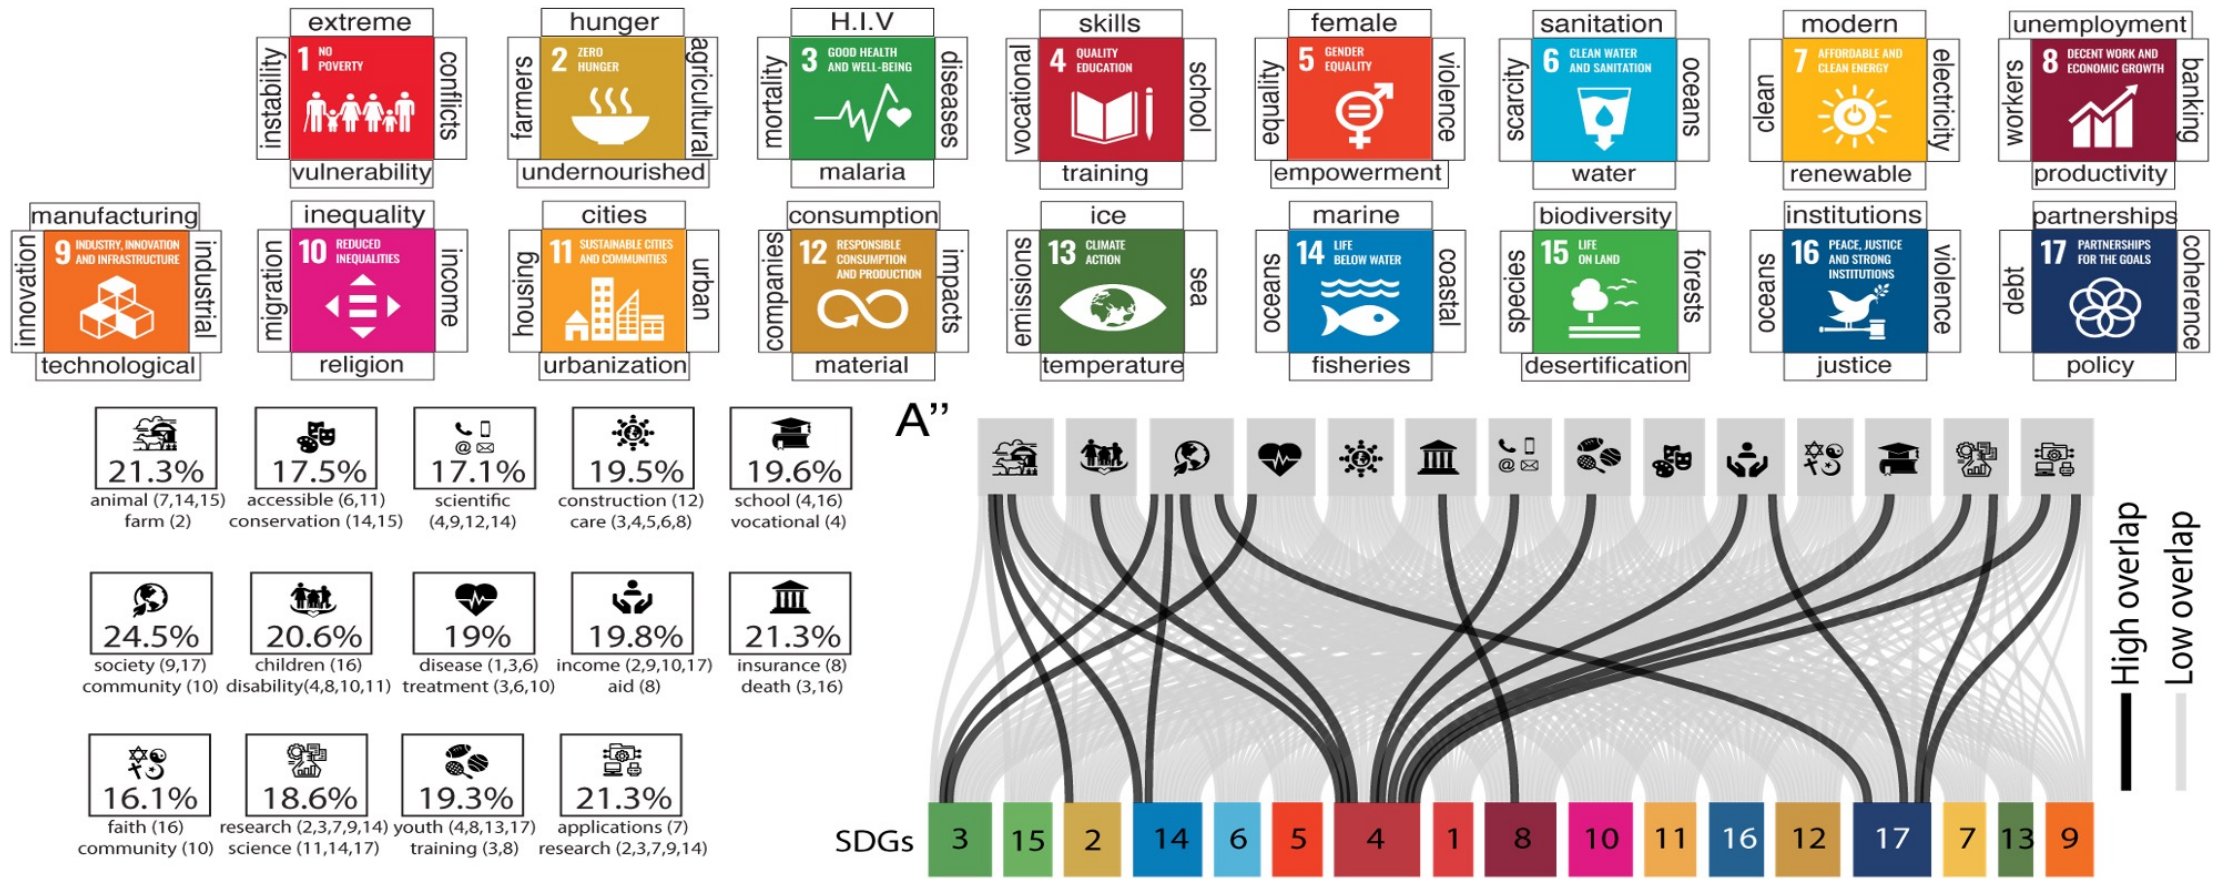 extreme
instability
1 NO POVERTY
conflicts
vulnerability
hunger
farmers
2 ZERO HUNGER
agricultural
undernourished
H.I.V
mortality
3 GOOD HEALTH AND WELL-BEING
diseases
malaria
skills
vocational
4 QUALITY EDUCATION
school
training
female
equality
5 GENDER EQUALITY
violence
empowerment
sanitation
scarcity
6 CLEAN WATER AND SANITATION
oceans
water
modern
clean
7 AFFORDABLE AND CLEAN ENERGY
electricity
renewable
unemployment
workers
8 DECENT WORK AND ECONOMIC GROWTH
banking
productivity
manufacturing
innovation
9 INDUSTRY, INNOVATION AND INFRASTRUCTURE
industrial
technological
inequality
migration
10 REDUCED INEQUALITIES
income
religion
cities
housing
11 SUSTAINABLE CITIES AND COMMUNITIES
urban
urbanization
consumption
companies
12 RESPONSIBLE CONSUMPTION AND PRODUCTION
impacts
material
ice
emissions
13 CLIMATE ACTION
sea
temperature
marine
oceans
14 LIFE BELOW WATER
coastal
fisheries
biodiversity
species
15 LIFE ON LAND
forests
desertification
institutions
oceans
16 PEACE, JUSTICE AND STRONG INSTITUTIONS
violence
justice
partnerships
debt
17 PARTNERSHIPS FOR THE GOALS
coherence
policy
21.3%
animal (7,14,15)
farm (2)
17.5%
accessible (6,11)
conservation (14,15)
@
17.1%
scientific
(4,9,12,14)
19.5%
construction (12)
care (3,4,5,6,8)
19.6%
school (4,16)
vocational (4)
24.5%
society (9,17)
community (10)
20.6%
children (16)
disability(4,8,10,11)
19%
disease (1,3,6)
treatment (3,6,10)
19.8%
income (2,9,10,17)
aid (8)
21.3%
insurance (8)
death (3,16)
16.1%
faith (16)
community (10)
18.6%
research (2,3,7,9,14)
science (11,14,17)
19.3%
youth (4,8,13,17)
training (3,8)
21.3%
applications (7)
research (2,3,7,9,14)
A’’
@
High overlap
Low overlap
SDGs 3 15 2 14 6 5 4 1 8 10 11 16 12 17 7 13 9